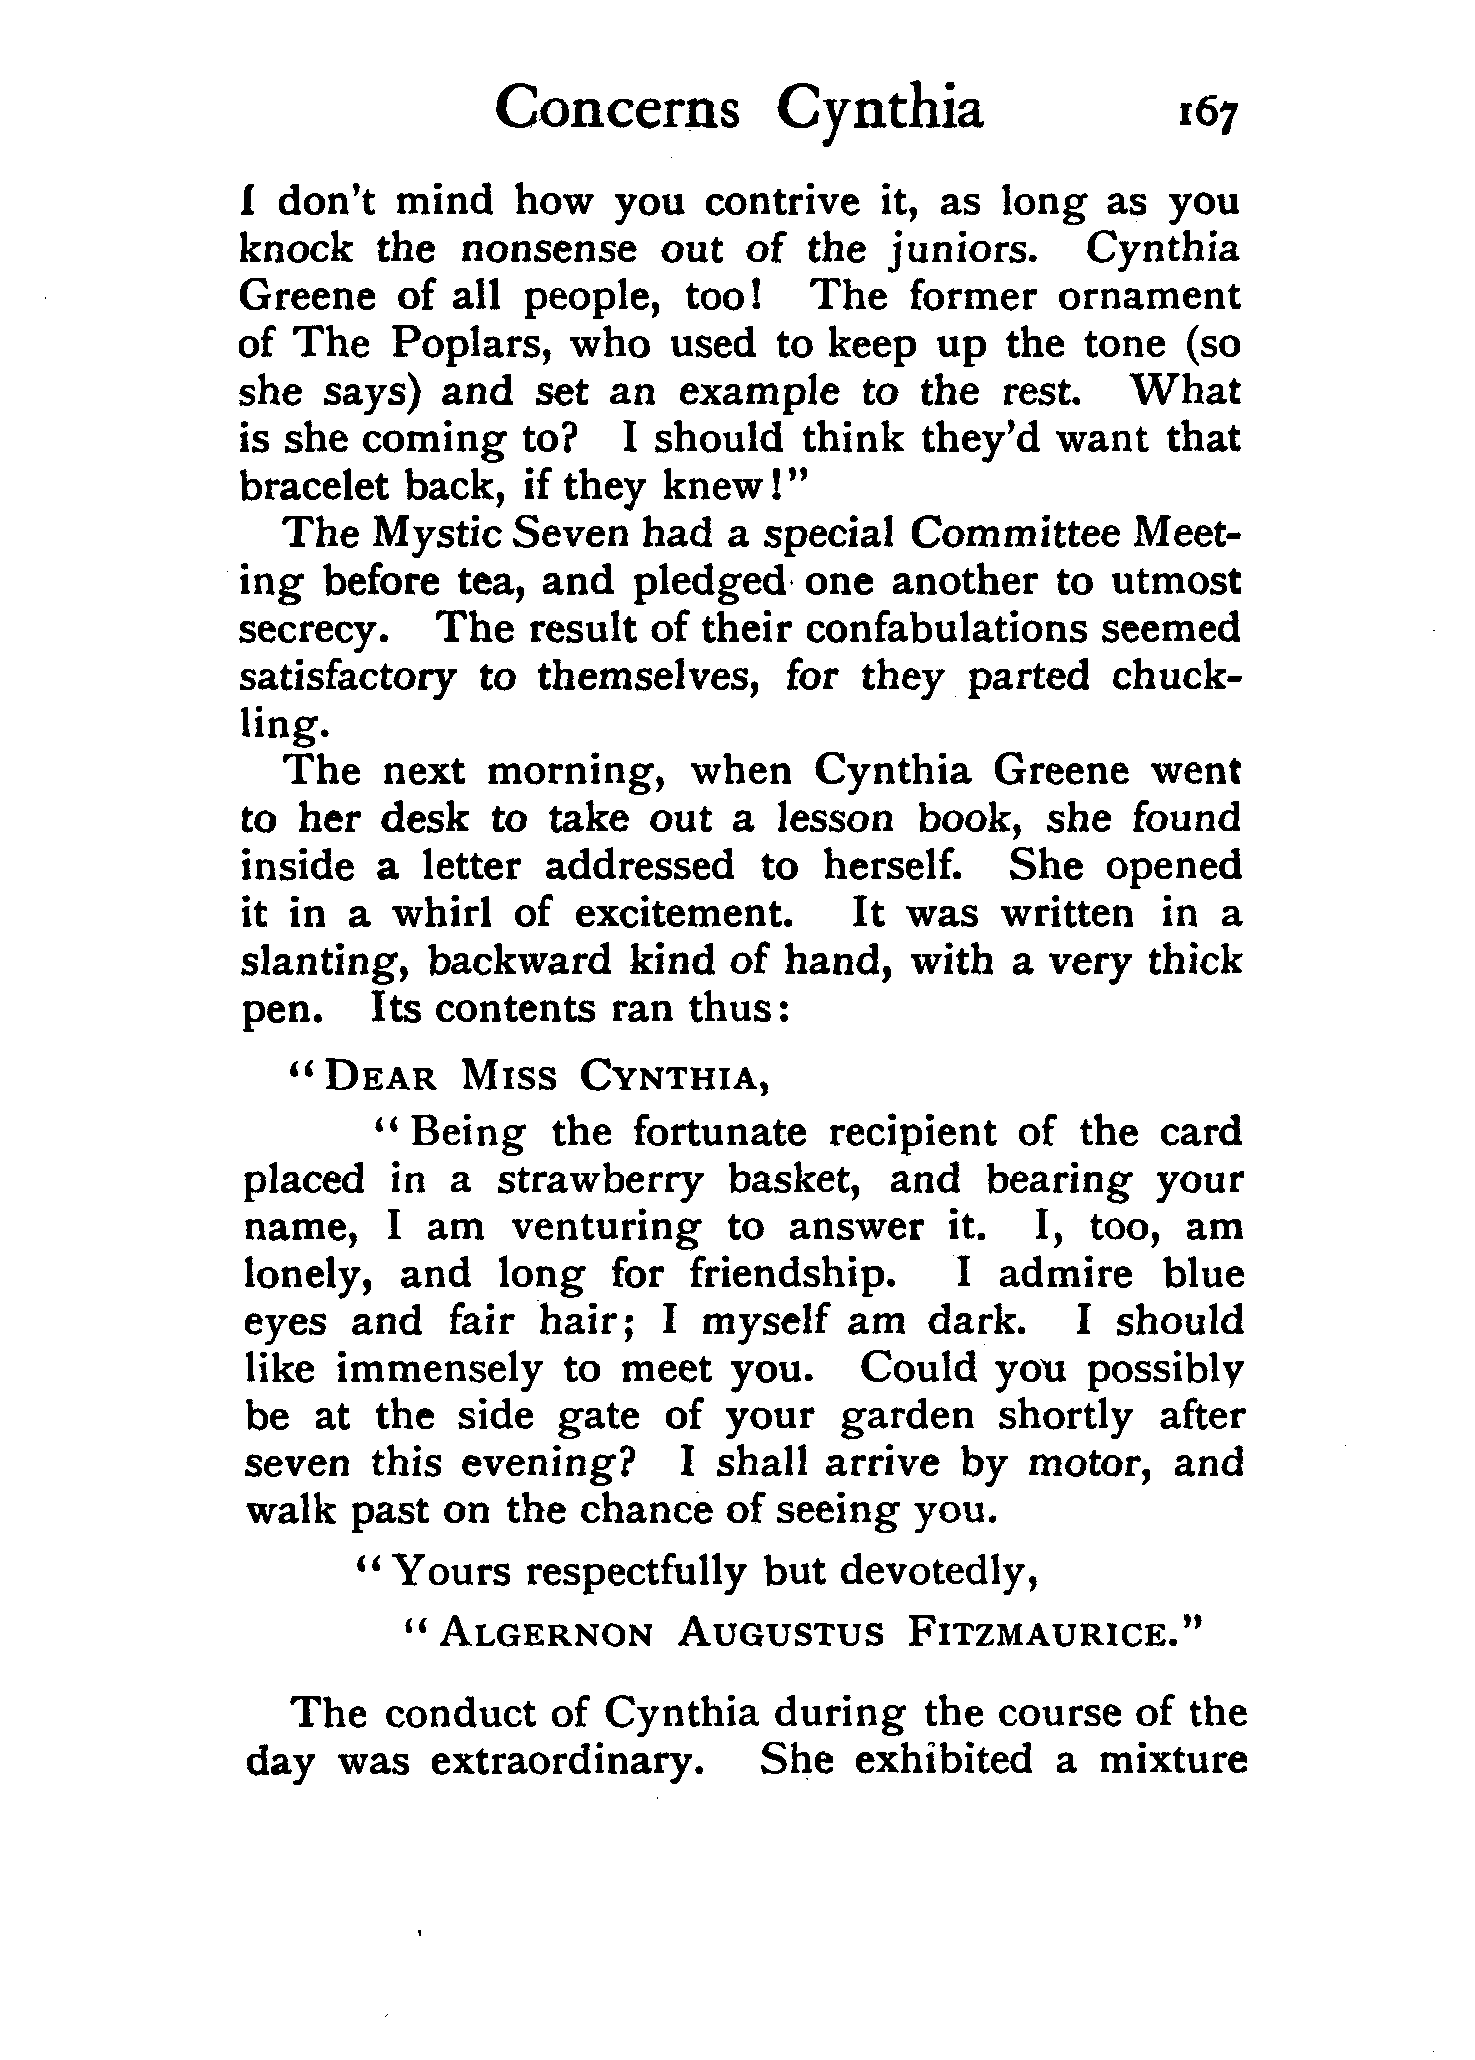 Concerns Cynthia 167
I don't mind how you contrive it, as long as you
knock the nonsense out of the juniors. Cynthia
Greene of all people, too! The former ornament
of The Poplars, who used to keep up the tone (so
she says) and set an example to the rest. What
is she coming to? I should think they'd want that
bracelet back, if they knew!"
The Mystic Seven had a special Committee Meet-
ing before tea, and pledged one another to utmost
secrecy. The result of their confabulations seemed
satisfactory to themselves, for they parted chuck-
ling.
The next morning, when Cynthia Greene went
to her desk to take out a lesson book, she found
inside a letter addressed to herself. She opened
it in a whirl of excitement. It was written in a
slanting, backward kind of hand, with a very thick
pen. Its contents ran thus:
"DEAR MISS CYNTHIA,
"Being the fortunate recipient of the card
placed in a strawberry basket, and bearing your
name, I am venturing to answer it. I, too, am
lonely, and long for friendship. I admire blue
eyes and fair hair; I myself am dark. I should
like immensely to meet you. Could you possibly
be at the side gate of your garden shortly after
seven this evening? I shall arrive by motor, and
walk past on the chance of seeing you.
"Yours respectfully but devotedly,
"ALGERNON AUGUSTUS FITZMAURICE."
The conduct of Cynthia during the course of the
day was extraordinary. She exhibited a mixture